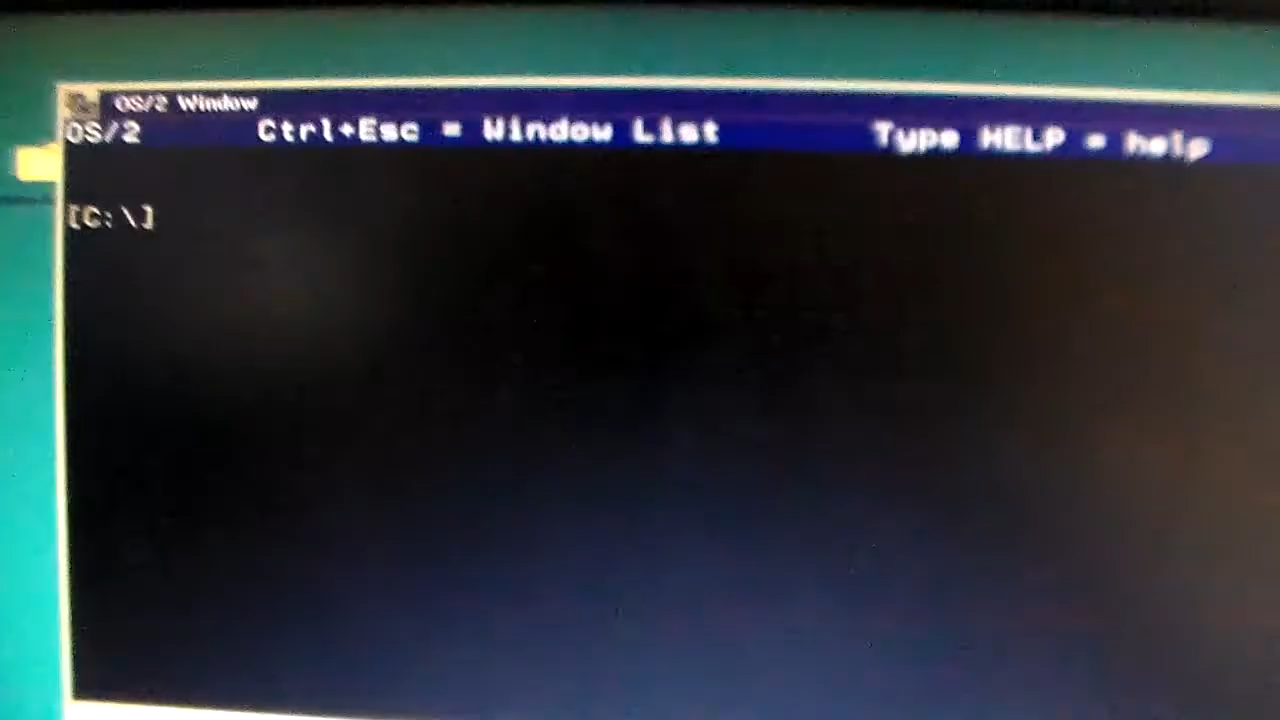 OS/2 Window
OS/2 Ctrl+Esc = Window List Type HELP = help
[C:\]